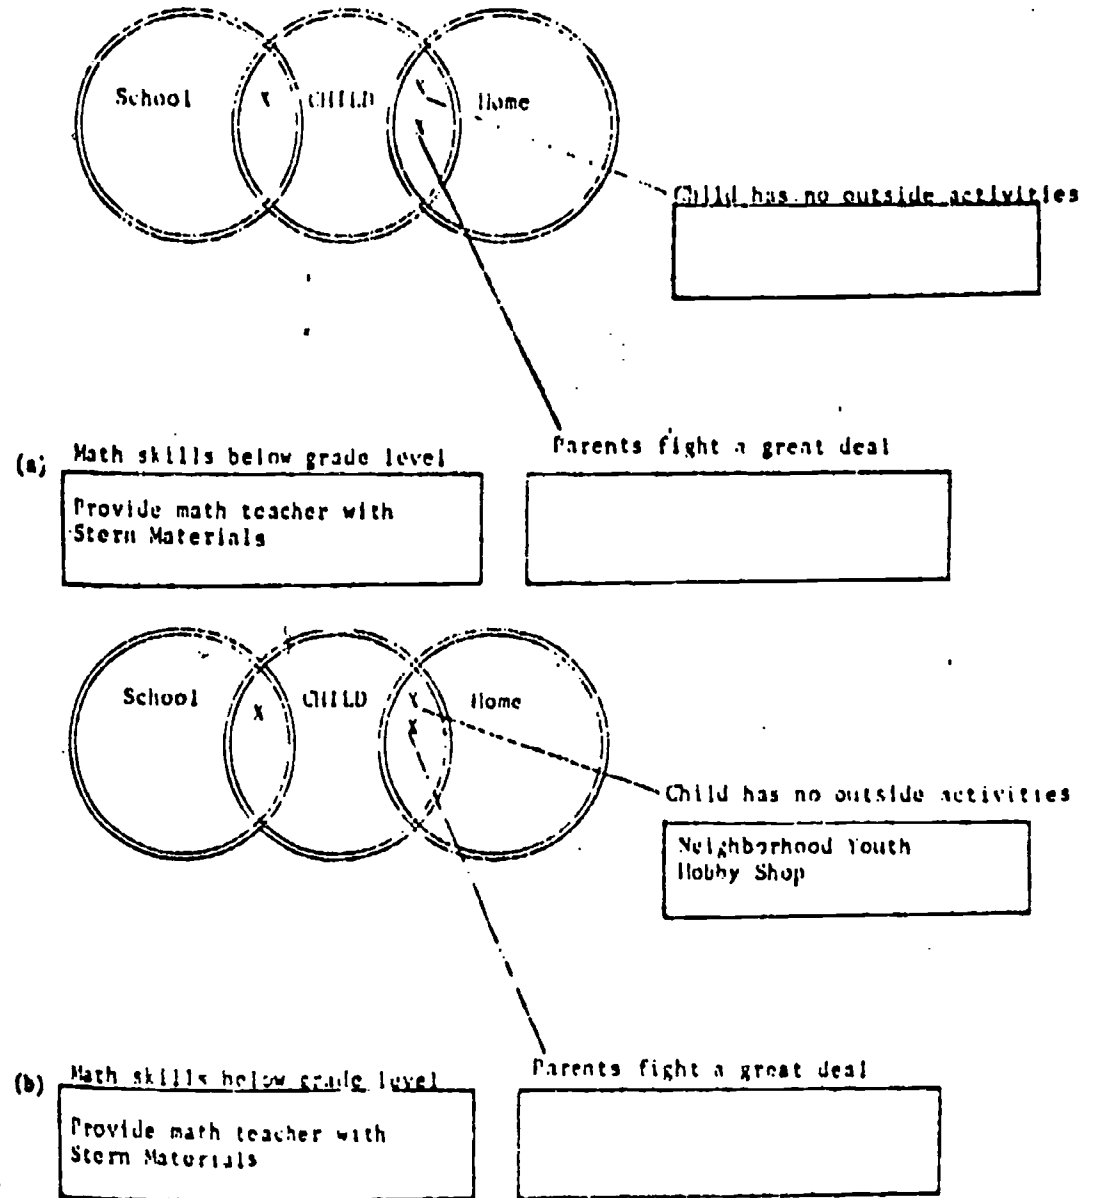 School X CHILD X Home
X
Child has no outside activities
(a) Math skills below grade level
Parents fight a great deal
Provide math teacher with
Stern Materials
School X CHILD X Home
X
Child has no outside activities
Neighborhood Youth
Hobby Shop
(b) Math skills below grade level
Parents fight a great deal
Provide math teacher with
Stern Materials